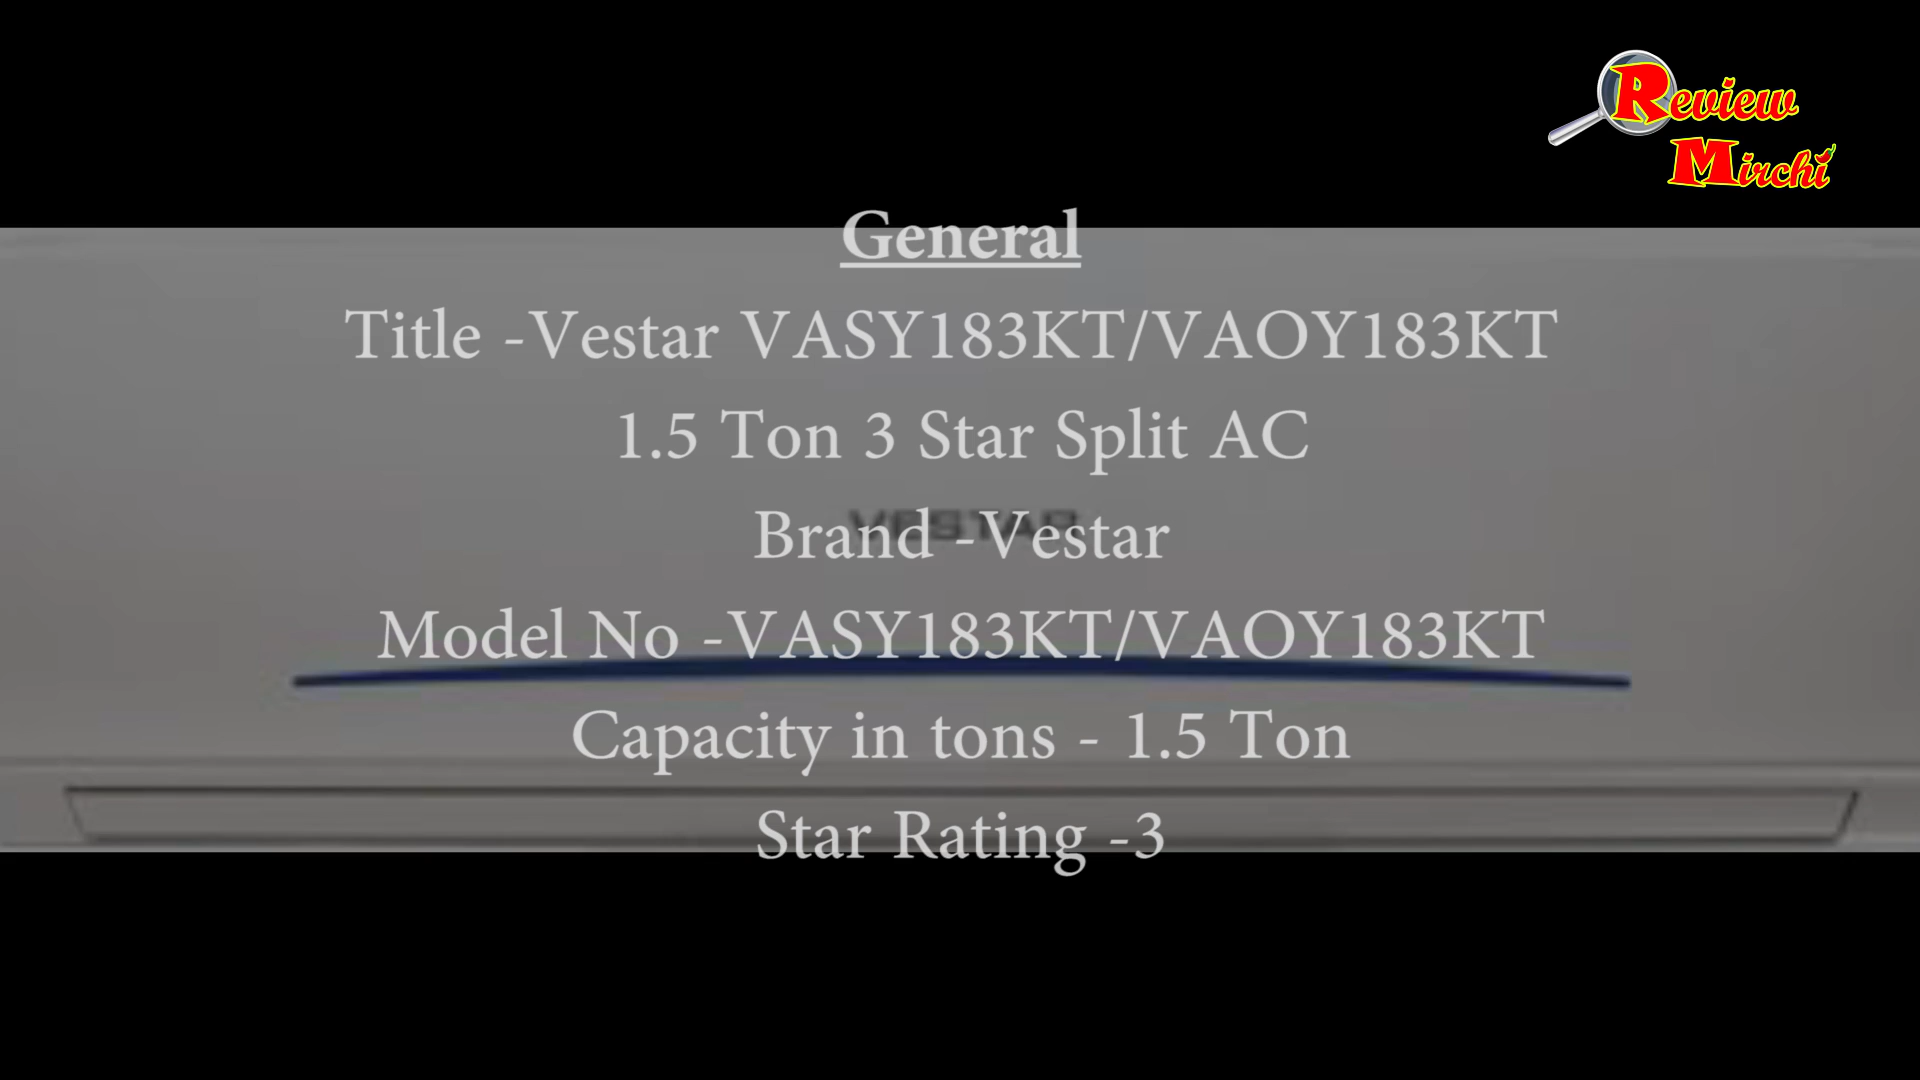 Review
Mirchi
General
Title -Vestar VASY183KT/VAOY183KT
1.5 Ton 3 Star Split AC
VESTAR
Brand -Vestar
Model No -VASY183KT/VAOY183KT
Capacity in tons - 1.5 Ton
Star Rating -3